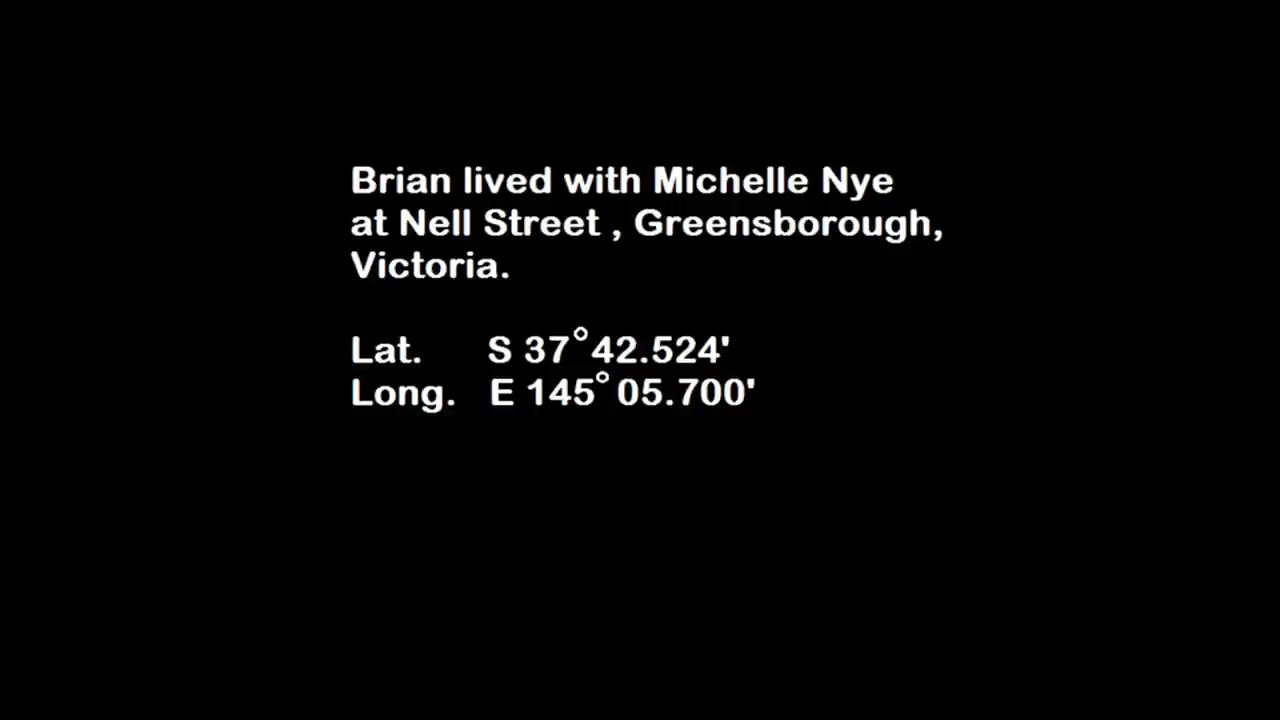 Brian lived with Michelle Nye
at Nell Street , Greensborough,
Victoria.
Lat. S 37°42.524'
Long. E 145°05.700'